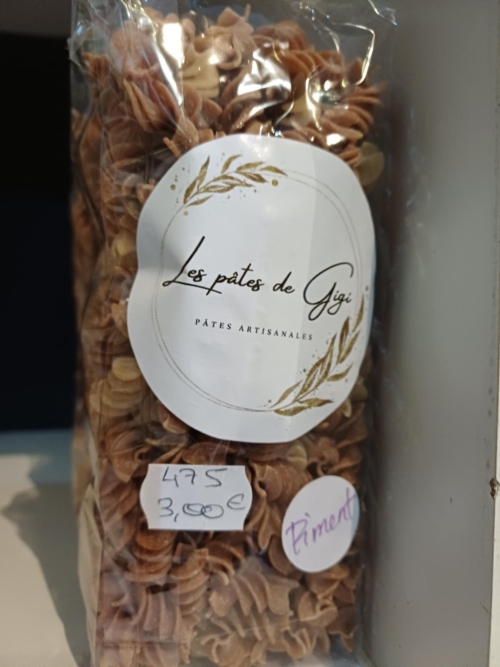 Les pâtes de Gigi
PÂTES ARTISANALES
475
3,00€
Piment